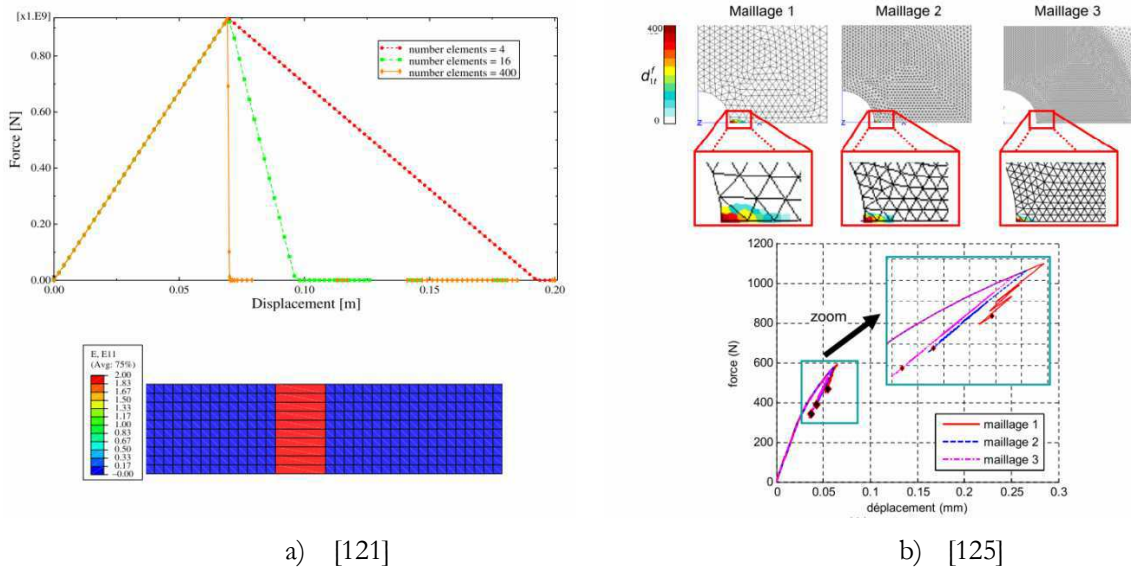 [x1.E9]
0.80
0.60
0.40
0.20
0.00
Force [N]
number elements = 4
number elements = 16
number elements = 400
0.00
0.05
0.10
0.15
0.20
Displacement [m]
E, E11
(Avg: 75%)
2.00
1.83
1.67
1.50
1.33
1.17
1.00
0.83
0.67
0.50
0.33
0.17
-0.00
a) [121]
Maillage 1
Maillage 2
Maillage 3
400
0
z
1200
1000
800
600
400
200
0
force (N)
zoom
maillage 1
maillage 2
maillage 3
0
0.05
0.1
0.15
0.2
0.25
0.3
déplacement (mm)
b) [125]